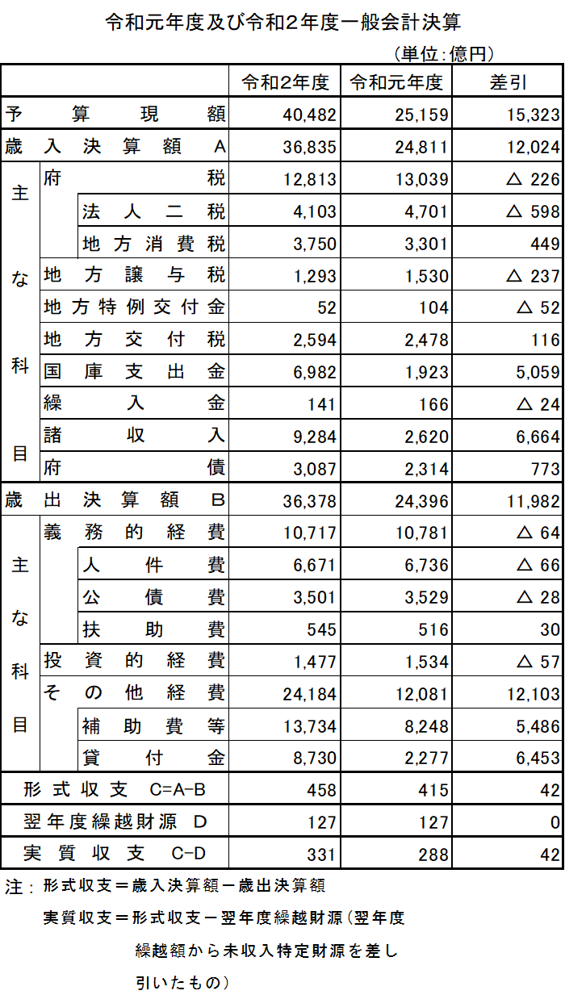 令和元年度及び令和2年度一般会計決算
（単位：億円）
令和2年度 令和元年度 差引
予算現額 40,482 25,159 15,323
歳入決算額A 36,835 24,811 12,024
主な科目
府税 12,813 13,039 △ 226
法人二税 4,103 4,701 △ 598
地方消費税 3,750 3,301 449
地方譲与税 1,293 1,530 △ 237
地方特例交付金 52 104 △ 52
地方交付税 2,594 2,478 116
国庫支出金 6,982 1,923 5,059
繰入金 141 166 △ 24
諸収入 9,284 2,620 6,664
府債 3,087 2,314 773
歳出決算額B 36,378 24,396 11,982
主な科目
義務的経費 10,717 10,781 △ 64
人件費 6,671 6,736 △ 66
公債費 3,501 3,529 △ 28
扶助費 545 516 30
投資的経費 1,477 1,534 △ 57
その他経費 24,184 12,081 12,103
補助費等 13,734 8,248 5,486
貸付金 8,730 2,277 6,453
形式収支 C=A-B 458 415 42
翌年度繰越財源 D 127 127 0
実質収支 C-D 331 288 42
注：形式収支＝歳入決算額－歳出決算額
実質収支＝形式収支－翌年度繰越財源（翌年度
繰越額から未収入特定財源を差し
引いたもの）